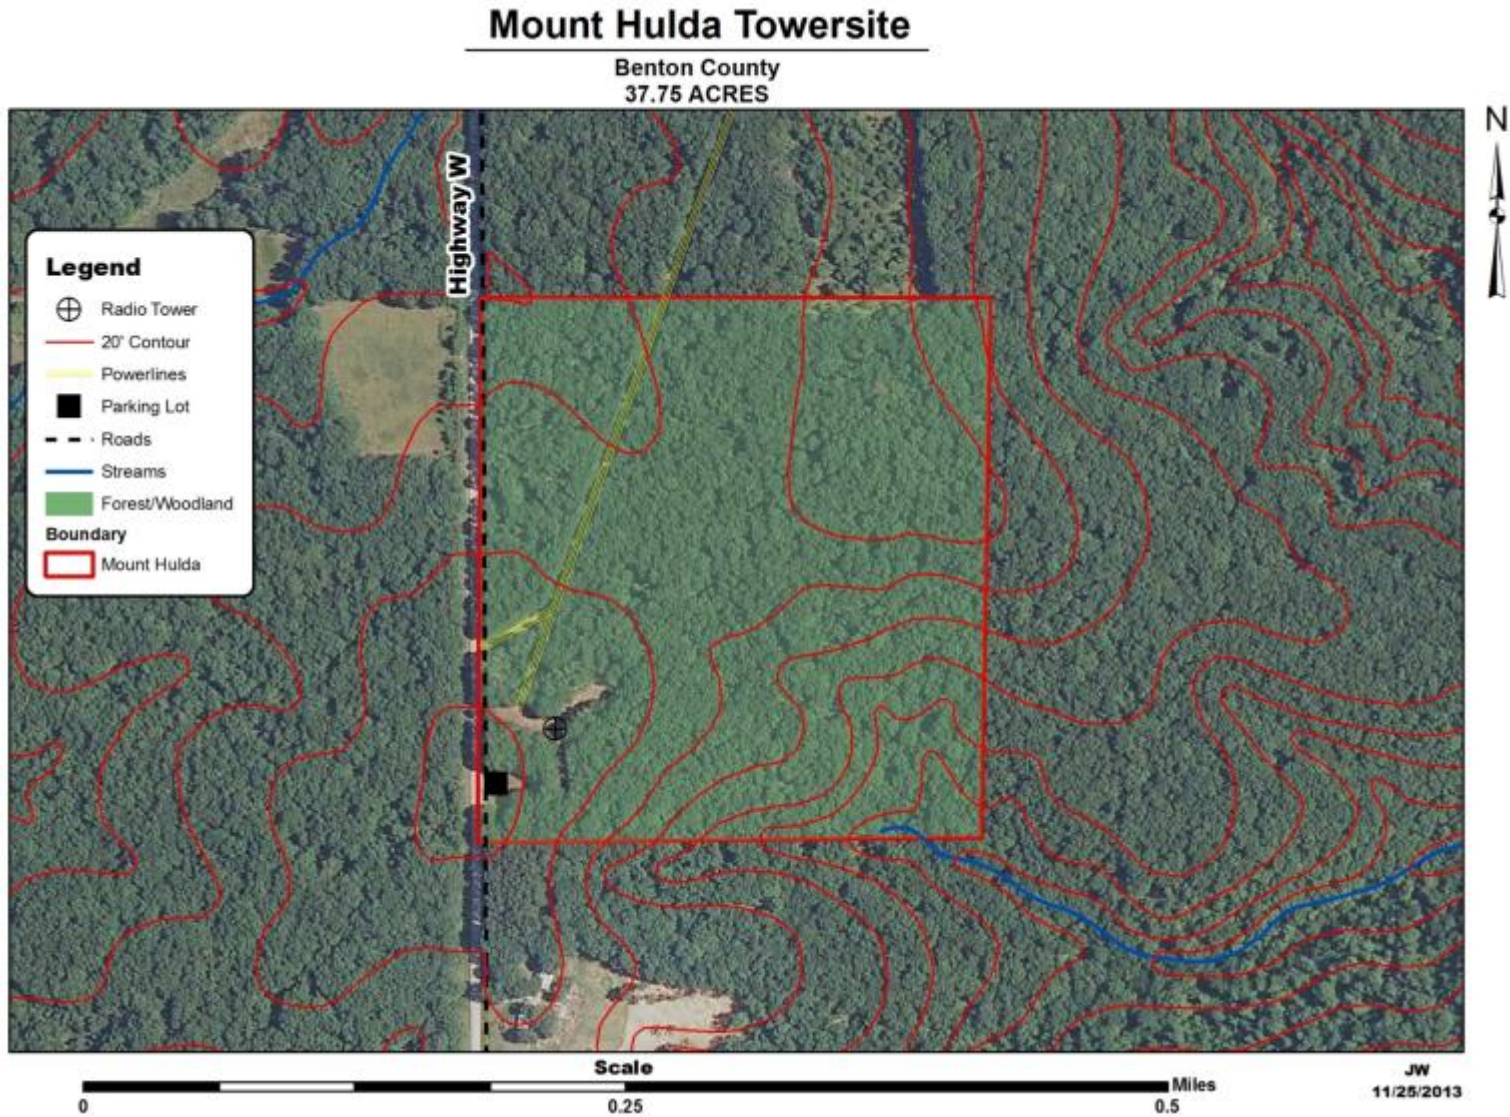 Mount Hulda Towersite
Benton County
37.75 ACRES
N
Highway W
Legend
Radio Tower
20' Contour
Powerlines
Parking Lot
Roads
Streams
Forest/Woodland
Boundary
Mount Hulda
Scale
Miles
0
0.25
0.5
JW
11/25/2013